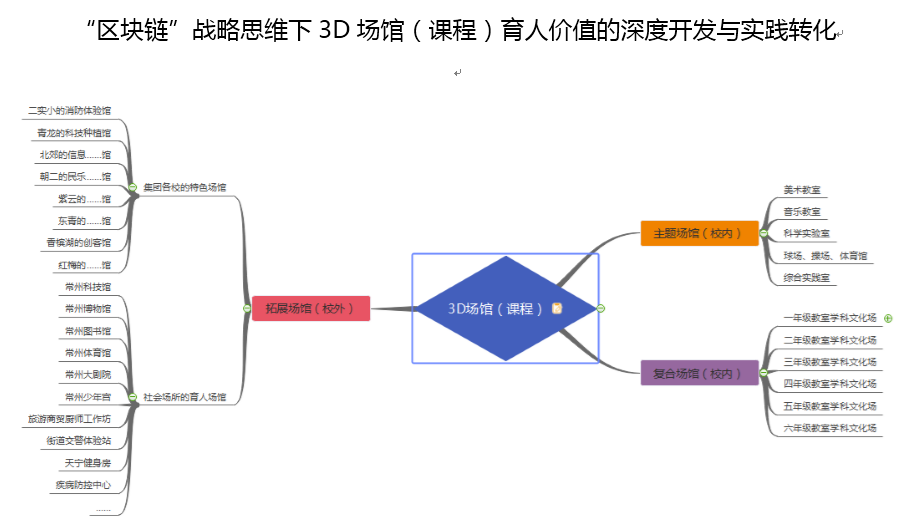 “区块链”战略思维下 3D 场馆（课程）育人价值的深度开发与实践转化
二实小的消防体验馆
青龙的科技种植馆
北郊的信息……馆
朝二的民乐……馆
紫云的……馆
东青的……馆
香槟湖的创客馆
红梅的……馆
集团各校的特色场馆
常州科技馆
常州博物馆
常州图书馆
常州体育馆
常州大剧院
常州少年宫
旅游商贸厨师工作坊
街道交警体验站
天宁健身房
疾病防控中心
……
社会场所的育人场馆
拓展场馆（校外）
3D场馆（课程）
主题场馆（校内）
美术教室
音乐教室
科学实验室
球场、操场、体育馆
综合实践室
复合场馆（校内）
一年级教室学科文化场
二年级教室学科文化场
三年级教室学科文化场
四年级教室学科文化场
五年级教室学科文化场
六年级教室学科文化场